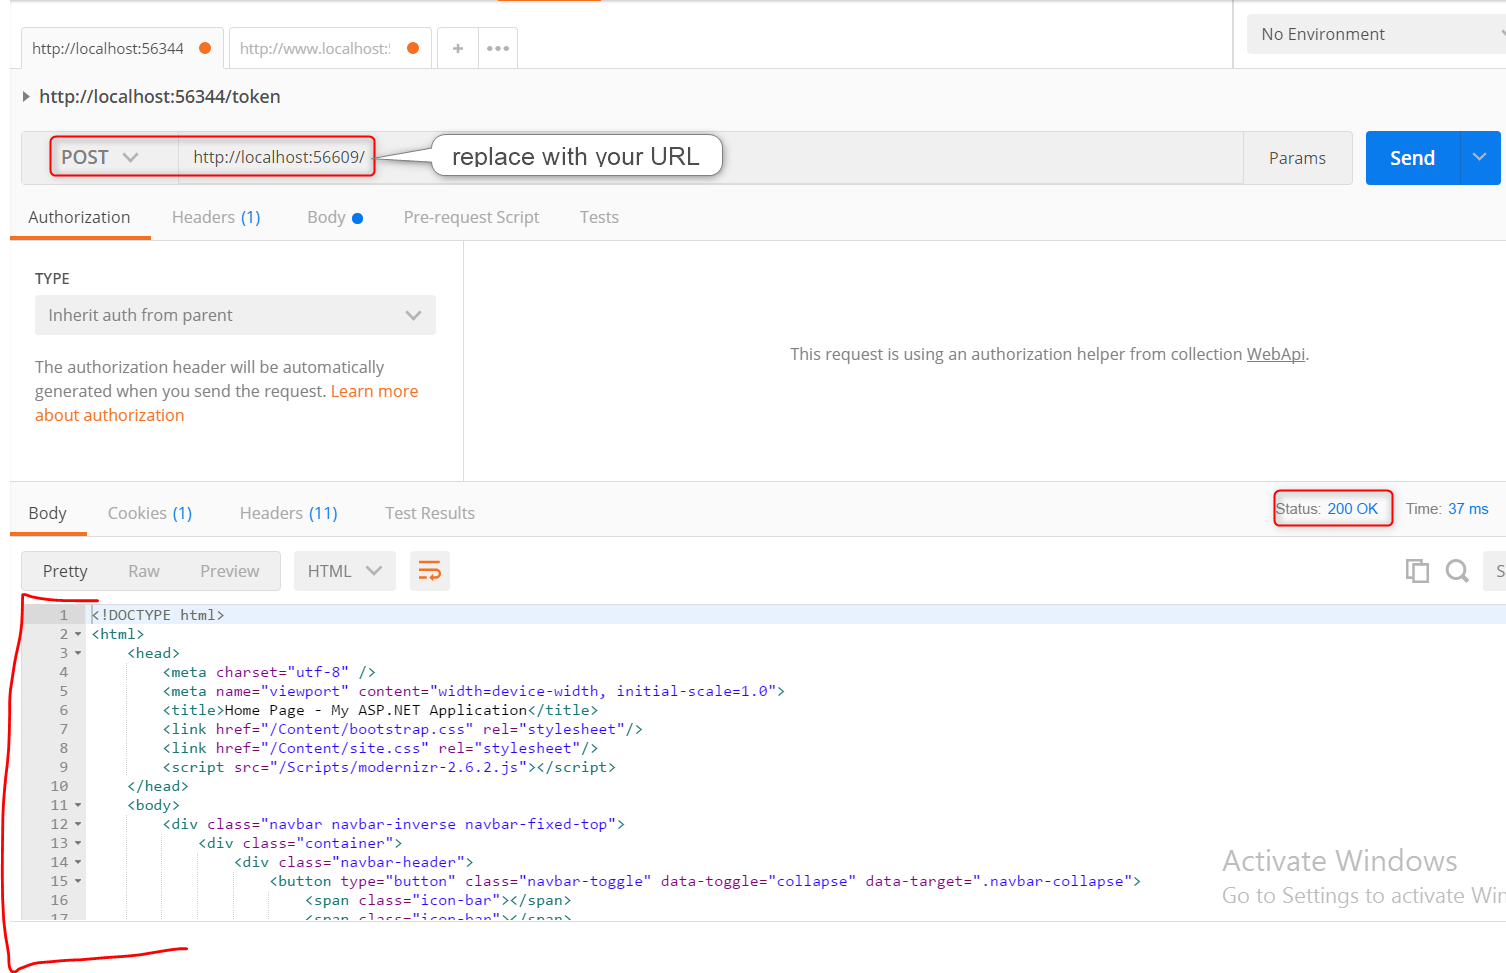 http://localhost:56344
http://www.localhost:
+
•••
No Environment
http://localhost:56344/token
POST
http://localhost:56609/
replace with your URL
Params
Send
Authorization
Headers (1)
Body
Pre-request Script
Tests
TYPE
Inherit auth from parent
The authorization header will be automatically
generated when you send the request. Learn more
about authorization
This request is using an authorization helper from collection WebApi.
Body
Cookies (1)
Headers (11)
Test Results
Status: 200 OK
Time: 37 ms
Pretty
Raw
Preview
HTML
S
1 <!DOCTYPE html>
2 <html>
3 <head>
4 <meta charset="utf-8" />
5 <meta name="viewport" content="width=device-width, initial-scale=1.0">
6 <title>Home Page - My ASP.NET Application</title>
7 <link href="/Content/bootstrap.css" rel="stylesheet"/>
8 <link href="/Content/site.css" rel="stylesheet"/>
9 <script src="/Scripts/modernizr-2.6.2.js"></script>
10 </head>
11 <body>
12 <div class="navbar navbar-inverse navbar-fixed-top">
13 <div class="container">
14 <div class="navbar-header">
15 <button type="button" class="navbar-toggle" data-toggle="collapse" data-target=".navbar-collapse">
16 <span class="icon-bar"></span>
17 <span class="icon-bar"></span>
Activate Windows
Go to Settings to activate Win